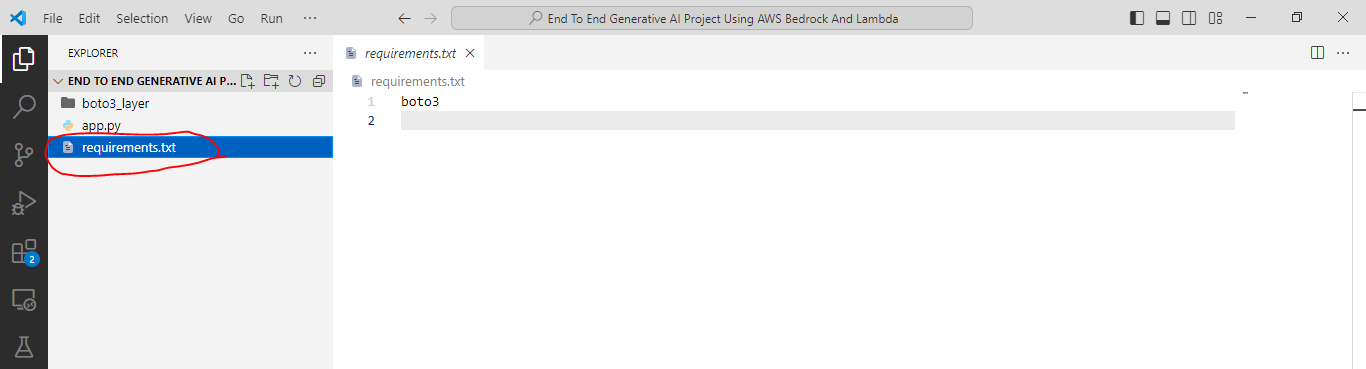 File Edit Selection View Go Run ···
End To End Generative AI Project Using AWS Bedrock And Lambda
EXPLORER
END TO END GENERATIVE AI P...
boto3_layer
app.py
requirements.txt
2
requirements.txt
requirements.txt
1 boto3
2